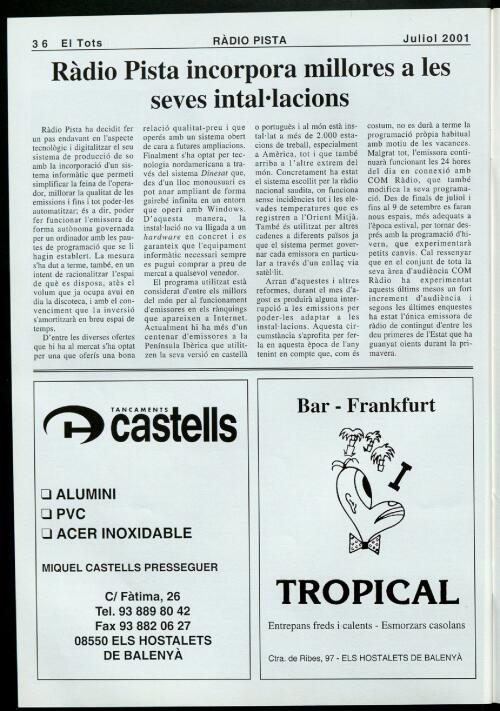 36 El Tots
RÀDIO PISTA
Juliol 2001
Ràdio Pista incorpora millores a les
seves intal·lacions
Ràdio Pista ha decidit fer
un pas endavant en l'aspecte
tecnològic i digitalitzar el seu
sistema de producció de so
amb la incorporació d'un sis-
tema informàtic que permeti
simplificar la feina de l'opera-
dor, millorar la qualitat de les
emissions i fins i tot poder-les
automatitzar; és a dir, poder
fer funcionar l'emissora de
forma autònoma governada
per un ordinador amb les pau-
tes de programació que se li
hagin establert. La mesura
s'ha dut a terme, també, en un
intent de racionalitzar l'espai
de què es disposa, atès el
volum que ja ocupa avui en
dia la discoteca, i amb el con-
venciment que la inversió
s'amortitzarà en breu espai de
temps.
D'entre les diverses ofertes
que hi ha al mercat s'ha optat
per una que oferís una bona
relació qualitat-preu i que
operés amb un sistema obert
de cara a futures ampliacions.
Finalment s'ha optat per tec-
nologia nordamericana a tra-
vés del sistema Dinesat que,
des d'un lloc monousuari es
pot anar ampliant de forma
gairebé infinita en un entorn
que operi amb Windows.
D'aquesta manera, la
instal·lació no va lligada a un
hardware en concret i es
garanteix que l'equipament
informàtic necessari sempre
es pugui comprar a preu de
mercat a qualsevol venedor.
El programa utilitzat està
considerat d'entre els millors
del món per al funcionament
d'emissores en els rànquings
que apareixen a Internet.
Actualment hi ha més d'un
centenar d'emissores a la
Península Ibèrica que utilit-
zen la seva versió en castellà
o portuguès i al món està ins-
tal·lat a més de 2.000 esta-
cions de treball, especialment
a Amèrica, tot i que també
arriba a l'altre extrem del
món. Concretament ha estat
el sistema escollit per la ràdio
nacional saudita, on funciona
sense incidències tot i les ele-
vades temperatures que es
registren a l'Orient Mitjà.
També és utilitzat per altres
cadenes a diferents països ja
que el sistema permet gover-
nar cada emissora en particu-
lar a través d'un enllaç via
satèl·lit.
Arran d'aquestes i altres
reformes, durant el mes d'a-
gost es produirà alguna inter-
rupció a les emissions per
poder-les adaptar a les
instal·lacions. Aquesta cir-
cumstància s'aprofita per fer-
la en aquesta època de l'any
tenint en compte que, com és
costum, no es durà a terme la
programació pròpia habitual
amb motiu de les vacances.
Malgrat tot, l'emissora conti-
nuarà funcionant les 24 hores
del dia en connexió amb
COM Ràdio, que també
modifica la seva programa-
ció. Des de finals de juliol i
fins al 9 de setembre es faran
nous espais, més adequats a
l'època estival, per tornar des-
prés amb la programació d'hi-
vern, que experimentarà
petits canvis. Cal ressenyar
que en el conjunt de tota la
seva àrea d'audiència COM
Ràdio ha experimentat
aquests últims mesos un fort
increment d'audiència i
segons les últimes enquestes
ha estat l'única emissora de
ràdio de contingut d'entre les
deu primeres de l'Estat que ha
guanyat oients durant la pri-
mavera.
TANCAMENTS
castells
❑ ALUMINI
❑ PVC
❑ ACER INOXIDABLE
MIQUEL CASTELLS PRESSEGUER
C/ Fàtima, 26
Tel. 93 889 80 42
Fax 93 882 06 27
08550 ELS HOSTALETS
DE BALENYÀ
Bar - Frankfurt
TROPICAL
Entrepans freds i calents - Esmorzars casolans
Ctra. de Ribes, 97 - ELS HOSTALETS DE BALENYÀ